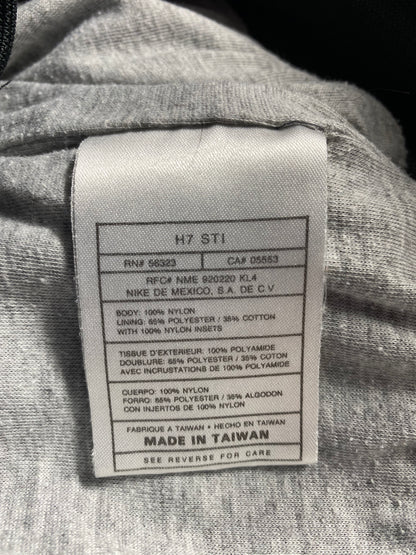 H7 STI
RN# 56323 CA# 05553
RFC# NME 920220 KL4
NIKE DE MEXICO, S.A. DE C V
BODY: 100% NYLON
LINING: 65% POLYESTER / 35% COTTON
WITH 100% NYLON INSETS
TISSUE D'EXTERIEUR: 100% POLYAMIDE
DOUBLURE: 65% POLYESTER / 35% COTON
AVEC INCRUSTATIONS DE 100% POLYAMIDE
CUERPO: 100% NYLON
FORRO: 65% POLYESTER / 35% ALGODON
CON INJERTOS DE 100% NYLON
FABRIQUE A TAIWAN • HECHO EN TAIWAN
MADE IN TAIWAN
SEE REVERSE FOR CARE